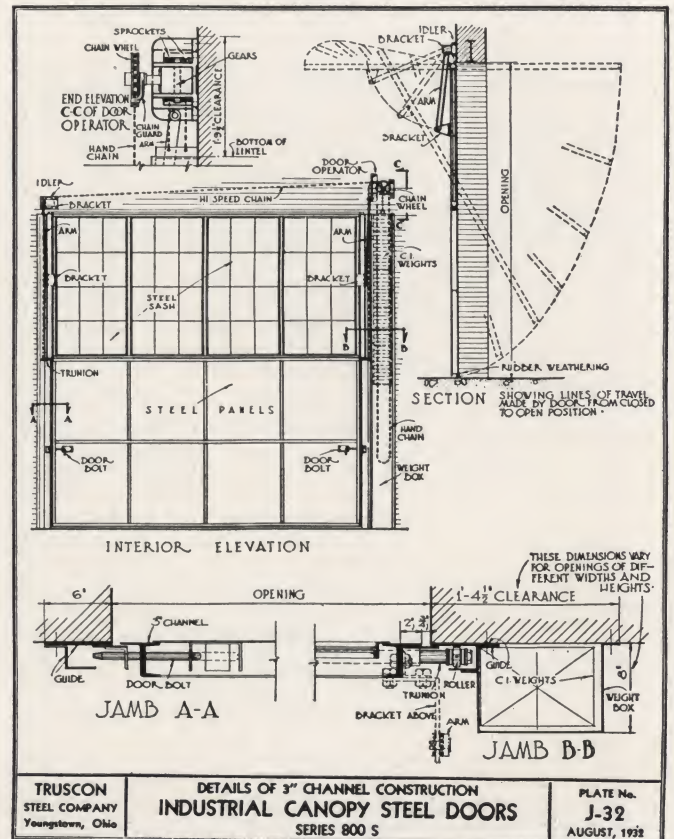 SPROCKETS
CHAIN WHEEL
GEARS
END ELEVATION
C-C OF DOOR
OPERATOR
CHAIN
GUARD
ARM
HAND
CHAIN
1'-9½" CLEARANCE
BOTTOM OF
LINTEL
IDLER
BRACKET
ARM
BRACKET
OPENING
RUBBER WEATHERING
SECTION
SHOWING LINES OF TRAVEL
MADE BY DOOR FROM CLOSED
TO OPEN POSITION.
DOOR
OPERATOR
C
CHAIN
WHEEL
C
IDLER
BRACKET
HI SPEED CHAIN
ARM
ARM
C.I.
WEIGHTS
BRACKET
BRACKET
STEEL
SASH
B
B
TRUNION
STEEL PANELS
A
A
HAND
CHAIN
DOOR
BOLT
DOOR
BOLT
WEIGHT
BOX
INTERIOR ELEVATION
THESE DIMENSIONS VARY
FOR OPENINGS OF DIF-
FERENT WIDTHS AND
HEIGHTS.
6"
OPENING
1'-4½" CLEARANCE
CHANNEL
GUIDE
DOOR BOLT
JAMB A-A
GUIDE
C.I. WEIGHTS
ROLLER
TRUNION
BRACKET ABOVE
ARM
8"
WEIGHT
BOX
JAMB B-B
TRUSCON
STEEL COMPANY
Youngstown, Ohio
DETAILS OF 3" CHANNEL CONSTRUCTION
INDUSTRIAL CANOPY STEEL DOORS
SERIES 800 S
PLATE No.
J-32
AUGUST, 1932